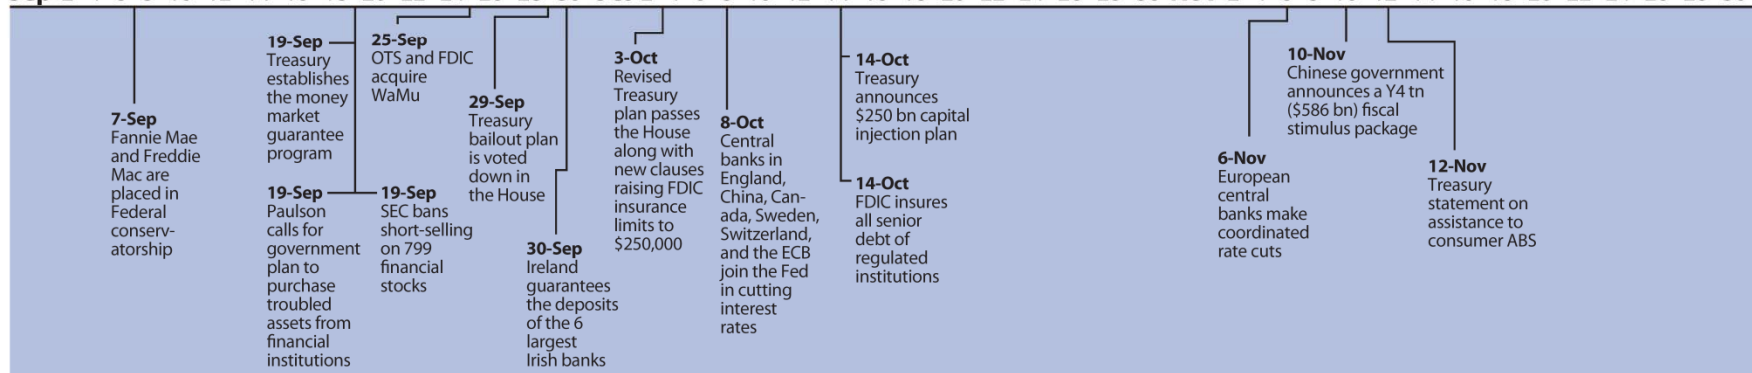 7-Sep
Fannie Mae
and Freddie
Mac are
placed in
Federal
conserv-
atorship
19-Sep
Treasury
establishes
the money
market
guarantee
program
19-Sep
Paulson
calls for
government
plan to
purchase
troubled
assets from
financial
institutions
19-Sep
SEC bans
short-selling
on 799
financial
stocks
25-Sep
OTS and FDIC
acquire
WaMu
29-Sep
Treasury
bailout plan
is voted
down in
the House
30-Sep
Ireland
guarantees
the deposits
of the 6
largest
Irish banks
3-Oct
Revised
Treasury
plan passes
the House
along with
new clauses
raising FDIC
insurance
limits to
$250,000
8-Oct
Central
banks in
England,
China, Can-
ada, Sweden,
Switzerland,
and the ECB
join the Fed
in cutting
interest
rates
14-Oct
Treasury
announces
$250 bn capital
injection plan
14-Oct
FDIC insures
all senior
debt of
regulated
institutions
6-Nov
European
central
banks make
coordinated
rate cuts
10-Nov
Chinese government
announces a Y4 tn
($586 bn) fiscal
stimulus package
12-Nov
Treasury
statement on
assistance to
consumer ABS